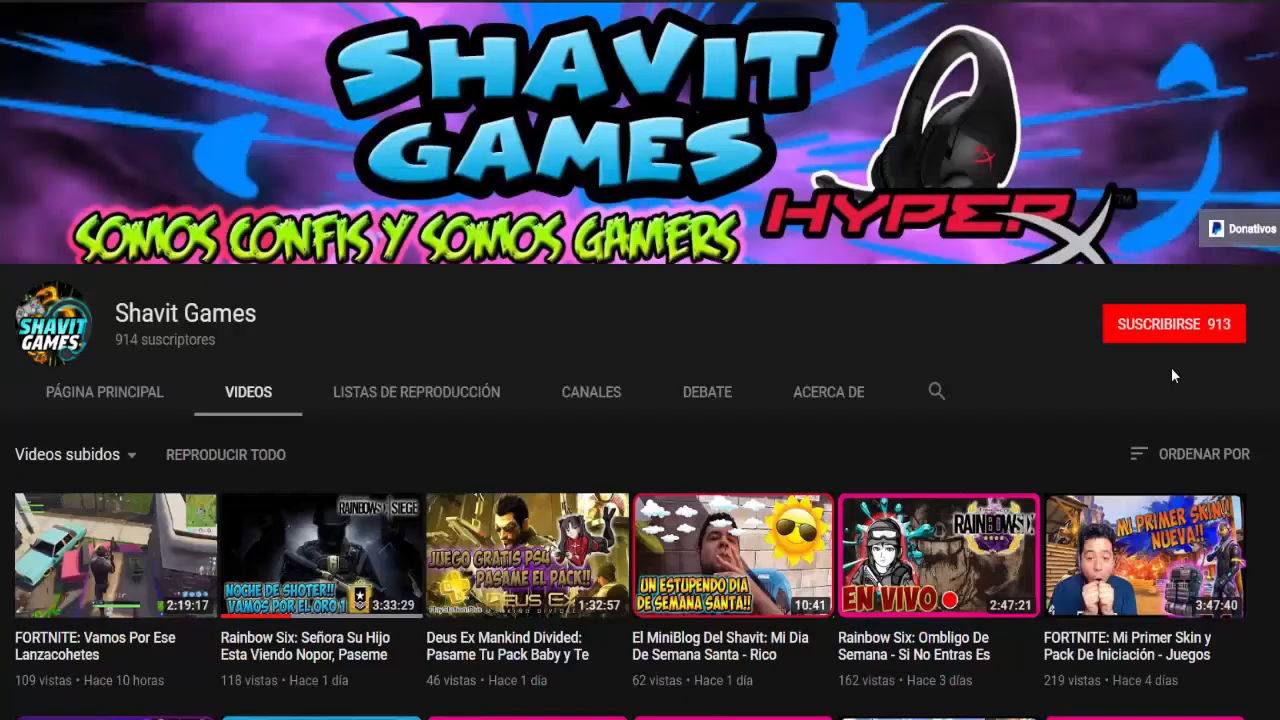 SHAVIT
GAMES
SOMOS CONFIS Y SOMOS GAMERS
HYPERX™
Donativos
SHAVIT
GAMES
Shavit Games
914 suscriptores
SUSCRIBIRSE 913
PÁGINA PRINCIPAL
VIDEOS
LISTAS DE REPRODUCCIÓN
CANALES
DEBATE
ACERCA DE
Videos subidos
REPRODUCIR TODO
ORDENAR POR
2:19:17
RAINBOW SIX SIEGE
NOCHE DE SHOTER!!
VAMOS POR EL ORO 1
3:33:29
JUEGO GRATIS PS4
PASAME EL PACK!!
DEUS EX
1:32:57
UN ESTUPENDO DIA
DE SEMANA SANTA!!
10:41
EN VIVO
2:47:21
MI PRIMER SKIN!!
NUEVA!!
3:47:40
FORTNITE: Vamos Por Ese
Lanzacohetes
109 vistas • Hace 10 horas
Rainbow Six: Señora Su Hijo
Esta Viendo Nopor, Paseme
118 vistas • Hace 1 día
Deus Ex Mankind Divided:
Pasame Tu Pack Baby y Te
46 vistas • Hace 1 día
El MiniBlog Del Shavit: Mi Dia
De Semana Santa - Rico
62 vistas • Hace 1 día
Rainbow Six: Ombligo De
Semana - Si No Entras Es
162 vistas • Hace 3 días
FORTNITE: Mi Primer Skin y
Pack De Iniciación - Juegos
219 vistas • Hace 4 días